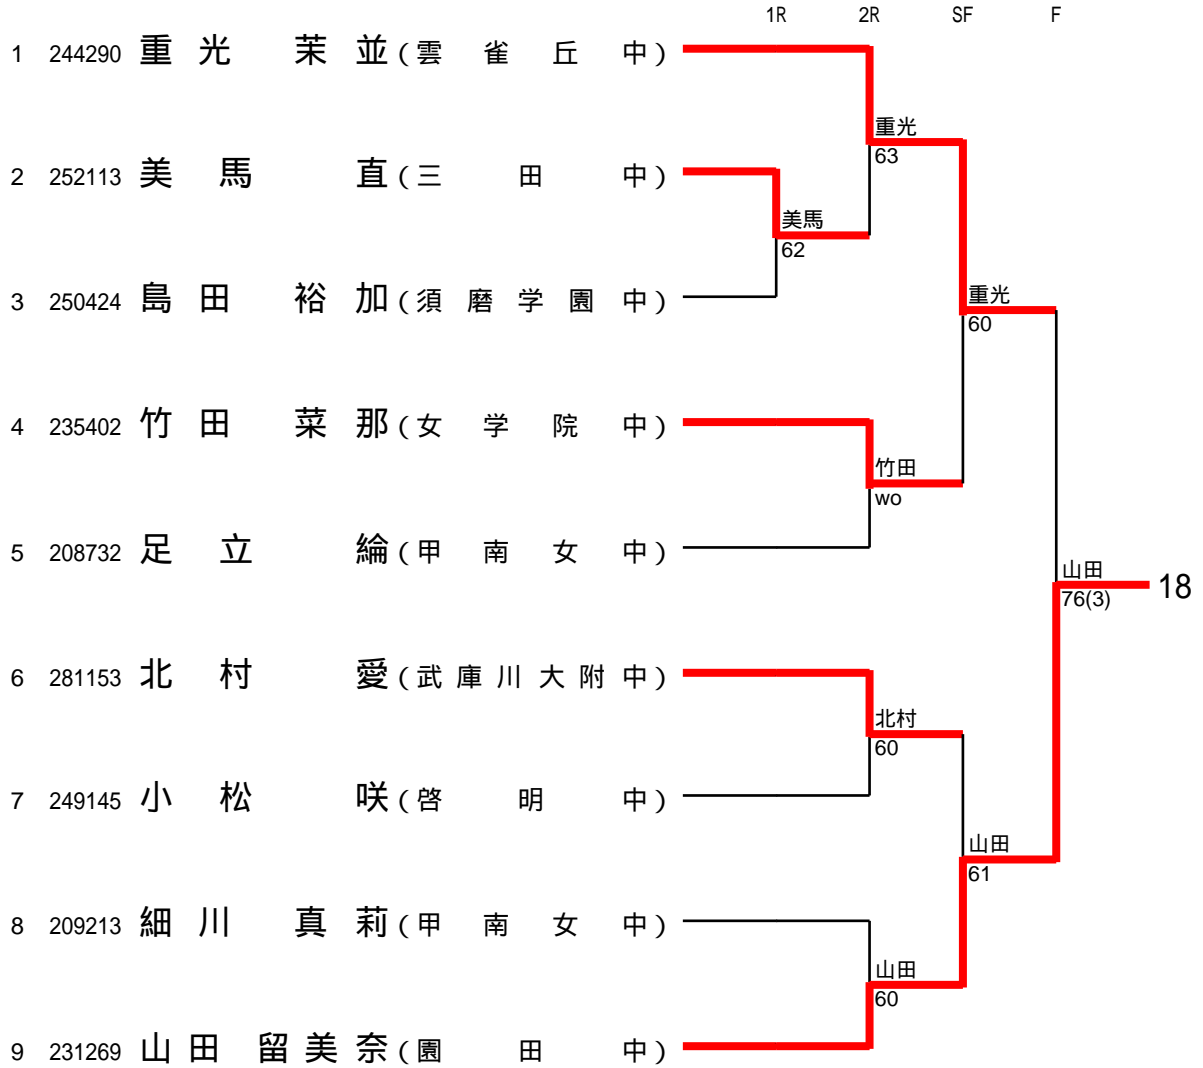 1R 2R SF F
1 244290 重光 茉並(雲雀丘中)
重光
63
2 252113 美馬 直(三田中)
美馬
62
3 250424 島田 裕加(須磨学園中)
重光
60
4 235402 竹田 菜那(女学院中)
竹田
wo
5 208732 足立 綸(甲南女中)
山田 18
76(3)
6 281153 北村 愛(武庫川大附中)
北村
60
7 249145 小松 咲(啓明中)
山田
61
8 209213 細川 真莉(甲南女中)
山田
60
9 231269 山田 留美奈(園田中)